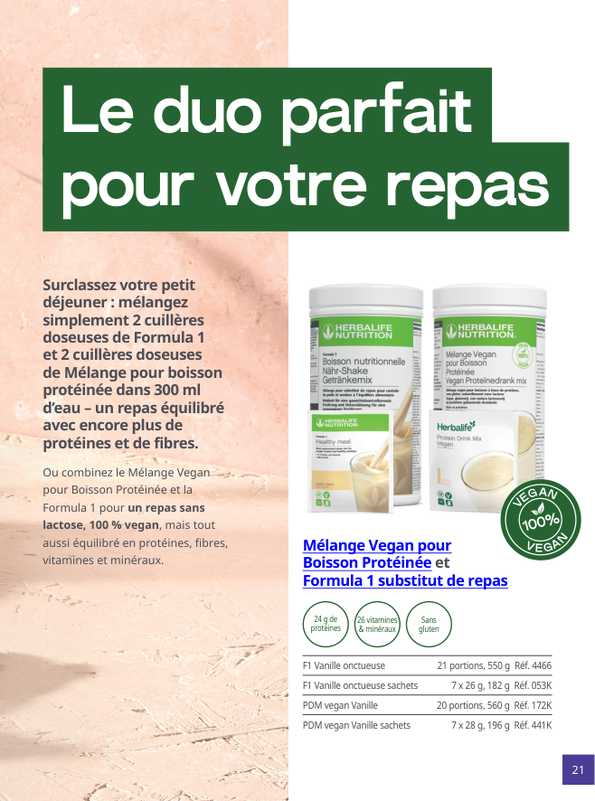 Le duo parfait
pour votre repas
Surclassez votre petit
déjeuner : mélangez
simplement 2 cuillères
doseuses de Formula 1
et 2 cuillères doseuses
de Mélange pour boisson
protéinée dans 300 ml
d’eau – un repas équilibré
avec encore plus de
protéines et de fibres.
Ou combinez le Mélange Vegan
pour Boisson Protéinée et la
Formula 1 pour un repas sans
lactose, 100 % vegan, mais tout
aussi équilibré en protéines, fibres,
vitamines et minéraux.
HERBALIFE
NUTRITION
Formula 1
Boisson nutritionnelle
Nähr-Shake
Getränkemix
HERBALIFE
NUTRITION
Healthy meal
HERBALIFE
NUTRITION
Mélange Vegan
pour Boisson
Protéinée
Vegan Proteindrank mix
Herbalife
Protein Drink Mix
VEGAN
100%
VEGAN
Mélange Vegan pour
Boisson Protéinée et
Formula 1 substitut de repas
24 g de
protéines
26 vitamines
& minéraux
Sans
gluten
F1 Vanille onctueuse 21 portions, 550 g Réf. 4466
F1 Vanille onctueuse sachets 7 x 26 g, 182 g Réf. 053K
PDM vegan Vanille 20 portions, 560 g Réf. 172K
PDM vegan Vanille sachets 7 x 28 g, 196 g Réf. 441K
21